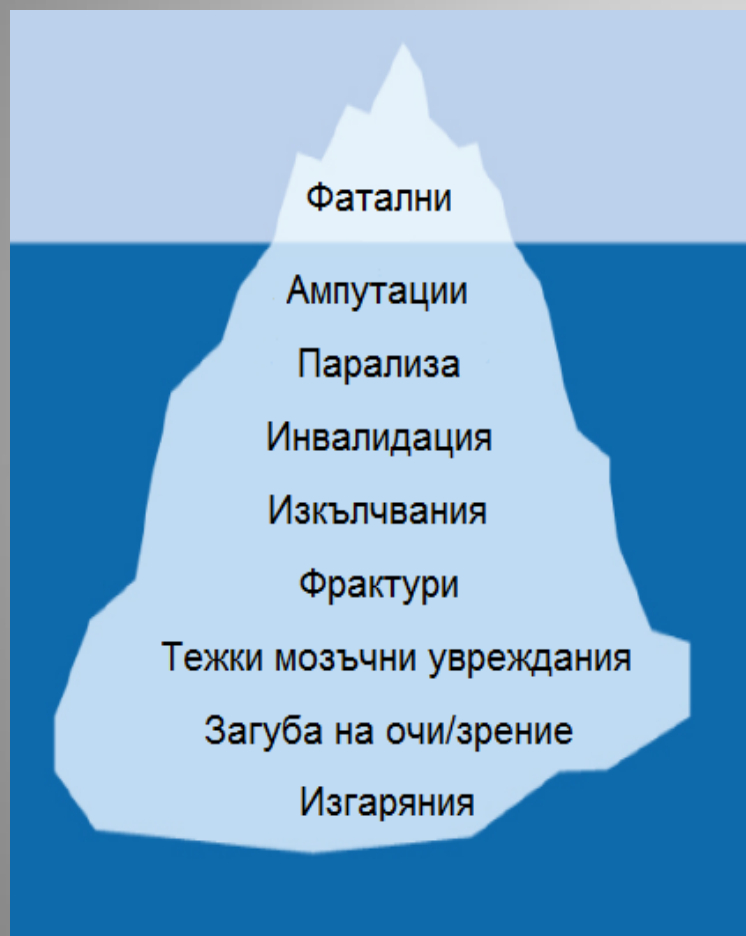 Фатални
Ампутации
Парализа
Инвалидация
Изкълчвания
Фрактури
Тежки мозъчни увреждания
Загуба на очи/зрение
Изгаряния